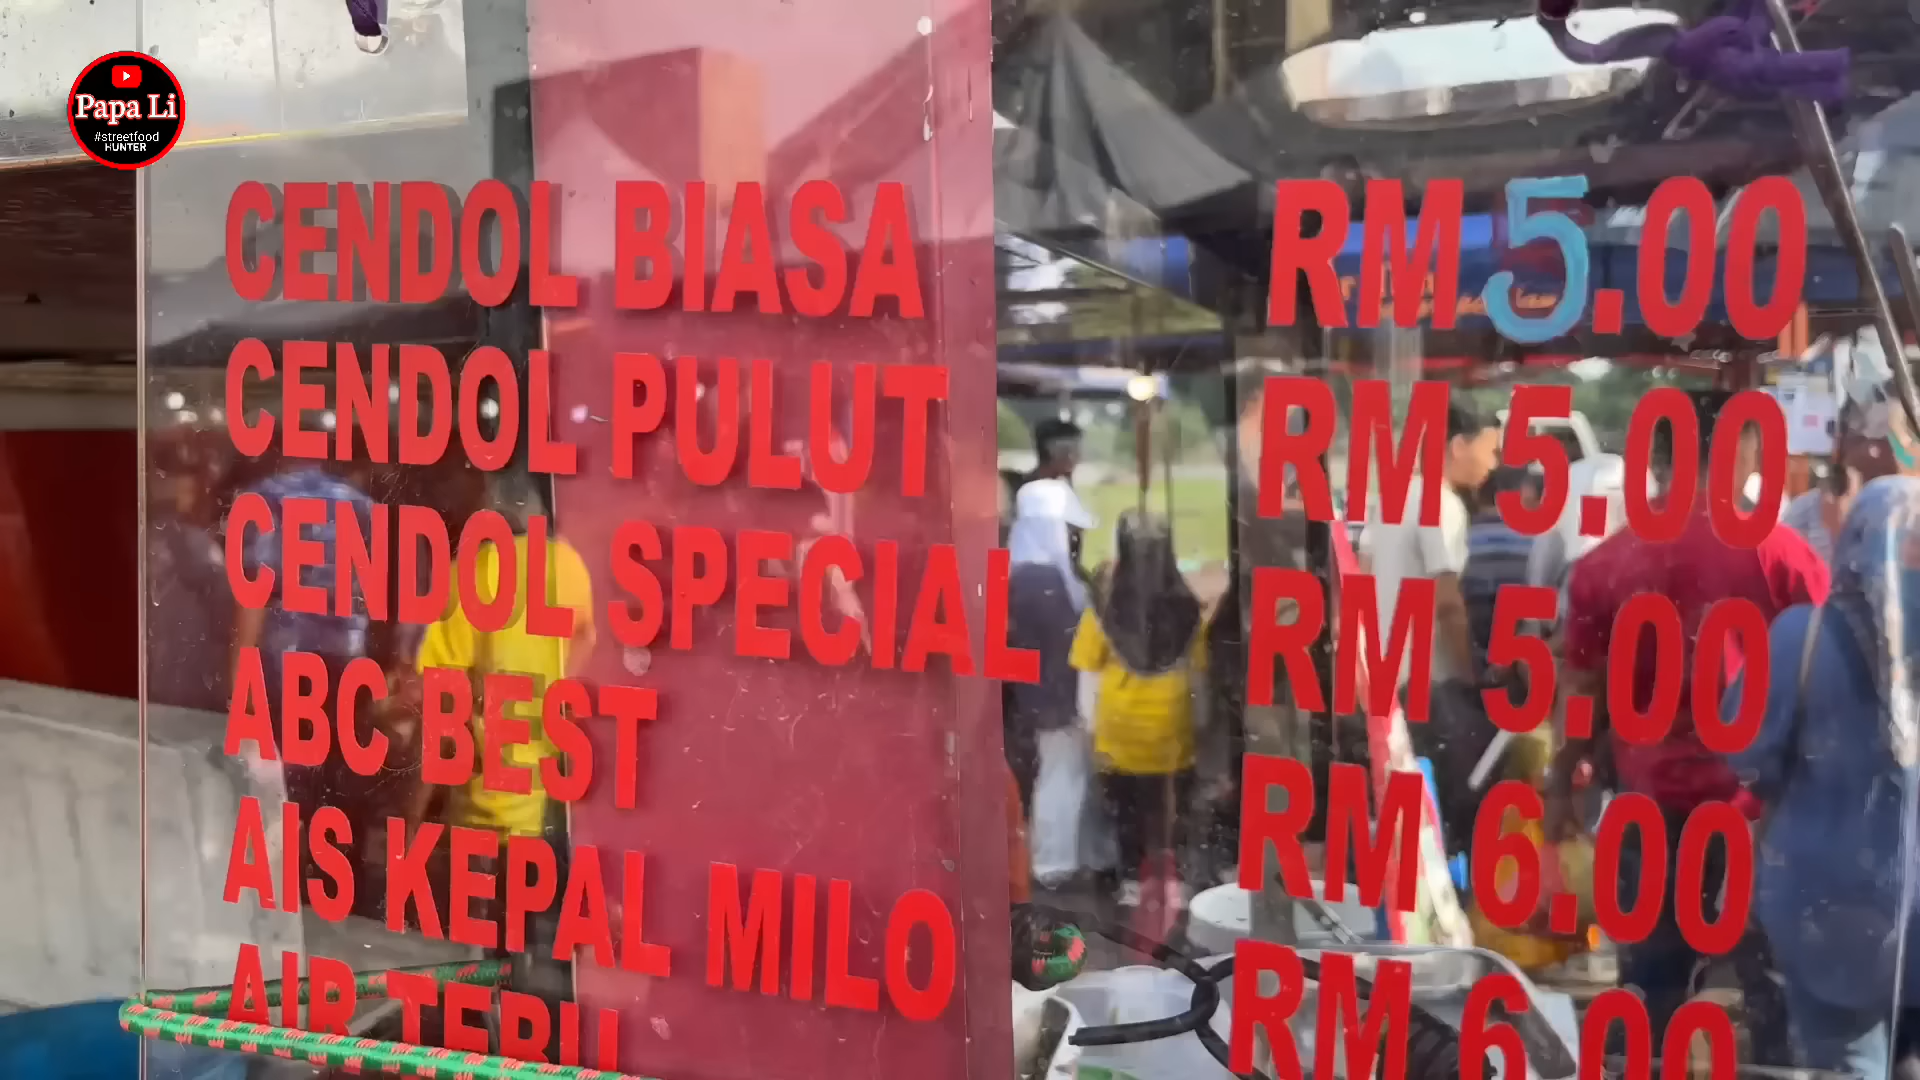 Papa Li
#streetfood
HUNTER
CENDOL BIASA RM 5.00
CENDOL PULUT RM 5.00
CENDOL SPECIAL RM 5.00
ABC BEST RM 6.00
AIS KEPAL MILO RM 6.00
AIR TEBU